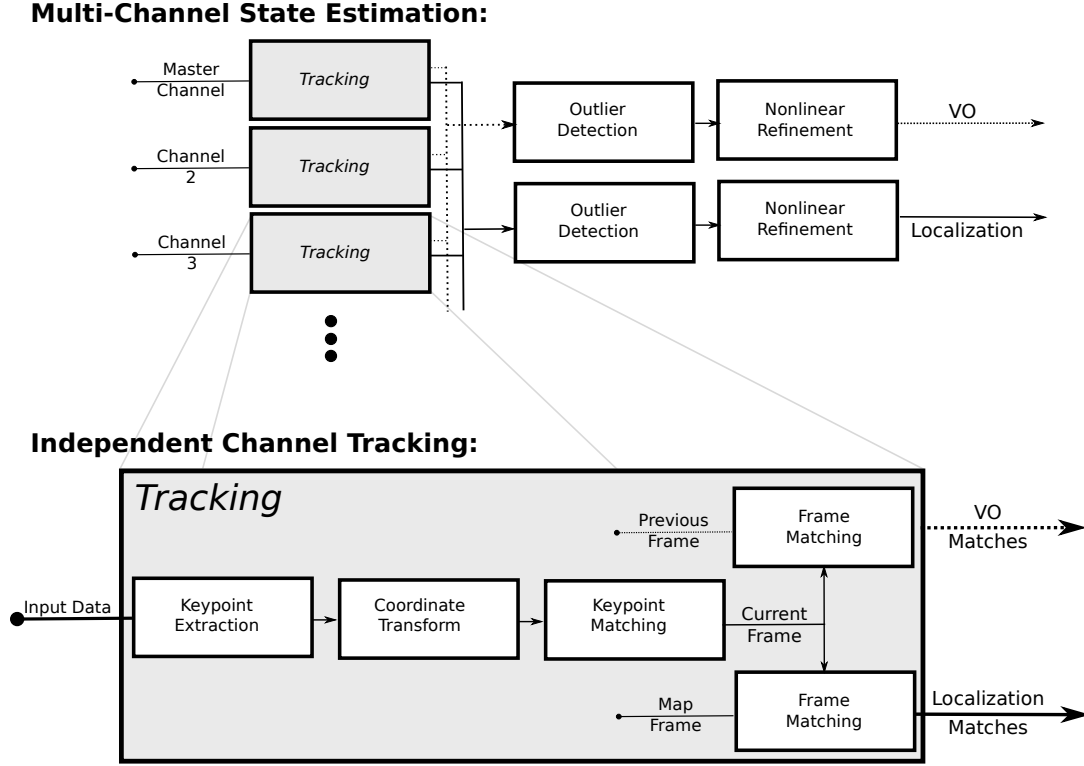 Multi-Channel State Estimation:
Master
Channel
Tracking
Outlier
Detection
Nonlinear
Refinement
VO
Channel
2
Tracking
Outlier
Detection
Nonlinear
Refinement
Localization
Channel
3
Tracking
Independent Channel Tracking:
Tracking
Previous
Frame
Frame
Matching
VO
Matches
Input Data
Keypoint
Extraction
Coordinate
Transform
Keypoint
Matching
Current
Frame
Map
Frame
Frame
Matching
Localization
Matches